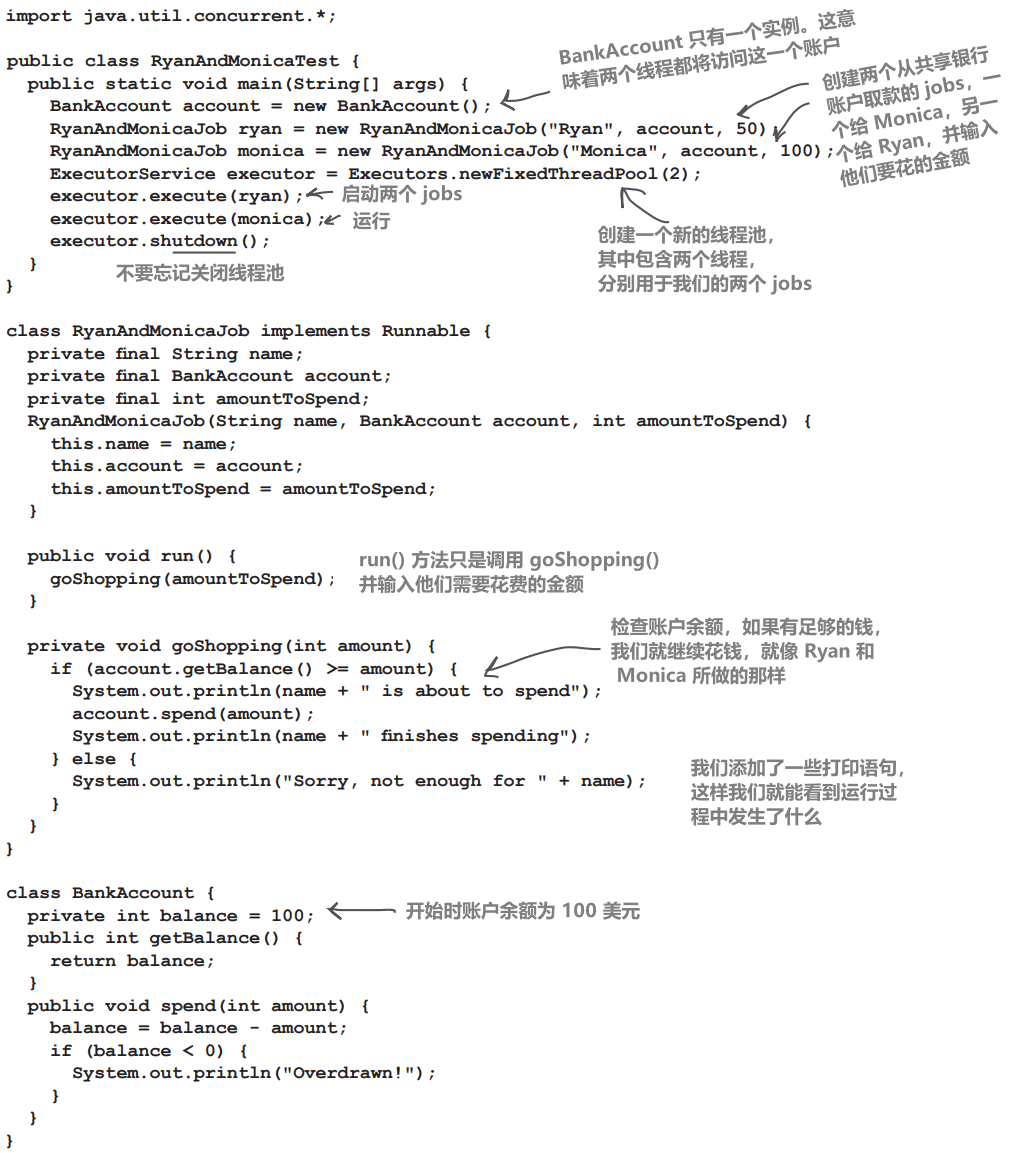 import java.util.concurrent.*;
public class RyanAndMonicaTest {
public static void main(String[] args) {
BankAccount account = new BankAccount();
RyanAndMonicaJob ryan = new RyanAndMonicaJob("Ryan", account, 50);
RyanAndMonicaJob monica = new RyanAndMonicaJob("Monica", account, 100);
ExecutorService executor = Executors.newFixedThreadPool(2);
executor.execute(ryan);
executor.execute(monica);
executor.shutdown();
}
}
BankAccount 只有一个实例。这意
味着两个线程都将访问这一个账户
创建两个从共享银行
账户取款的 jobs，一
个给 Monica，另一
个给 Ryan，并输入
他们要花的金额
启动两个 jobs
运行
创建一个新的线程池，
其中包含两个线程，
分别用于我们的两个 jobs
不要忘记关闭线程池
class RyanAndMonicaJob implements Runnable {
private final String name;
private final BankAccount account;
private final int amountToSpend;
RyanAndMonicaJob(String name, BankAccount account, int amountToSpend) {
this.name = name;
this.account = account;
this.amountToSpend = amountToSpend;
}
public void run() {
goShopping(amountToSpend);
}
run() 方法只是调用 goShopping()
并输入他们需要花费的金额
private void goShopping(int amount) {
if (account.getBalance() >= amount) {
System.out.println(name + " is about to spend");
account.spend(amount);
System.out.println(name + " finishes spending");
} else {
System.out.println("Sorry, not enough for " + name);
}
}
}
检查账户余额，如果有足够的钱，
我们就继续花钱，就像 Ryan 和
Monica 所做的那样
我们添加了一些打印语句，
这样我们就能看到运行过
程中发生了什么
class BankAccount {
private int balance = 100;
public int getBalance() {
return balance;
}
public void spend(int amount) {
balance = balance - amount;
if (balance < 0) {
System.out.println("Overdrawn!");
}
}
}
开始时账户余额为 100 美元